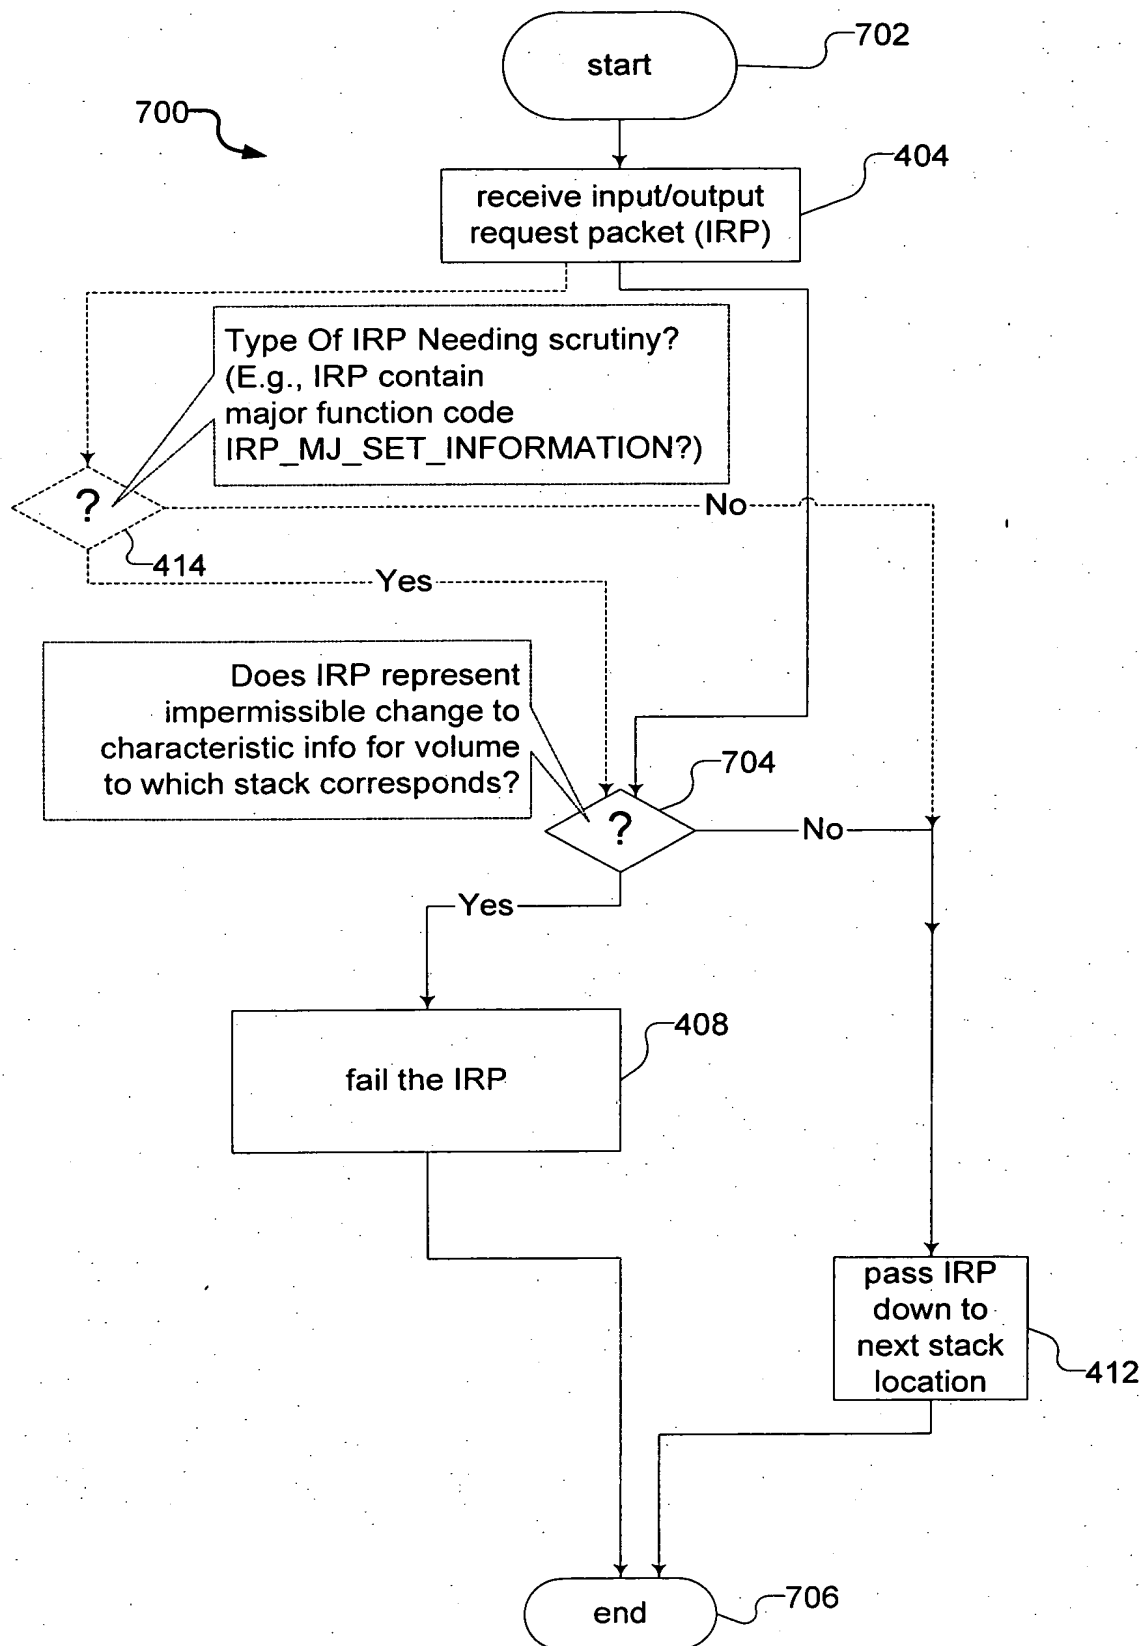 start
702
700
404
receive input/output
request packet (IRP)
Type Of IRP Needing scrutiny?
(E.g., IRP contain
major function code
IRP_MJ_SET_INFORMATION?)
?
No
414
Yes
Does IRP represent
impermissible change to
characteristic info for volume
to which stack corresponds?
704
?
No
Yes
408
fail the IRP
pass IRP
down to
next stack
location
412
end
706